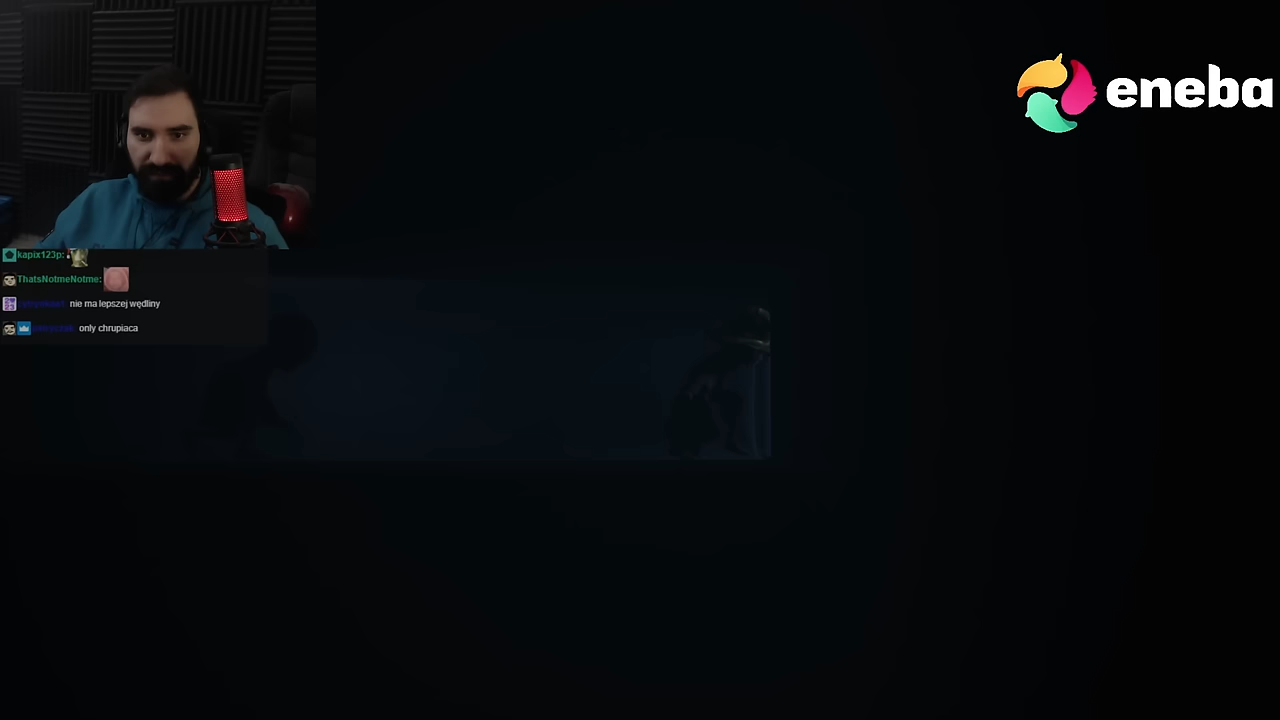 eneba
kapix123p:
ThatsNotmeNotme:
nie ma lepszej wędliny
only chrupiaca